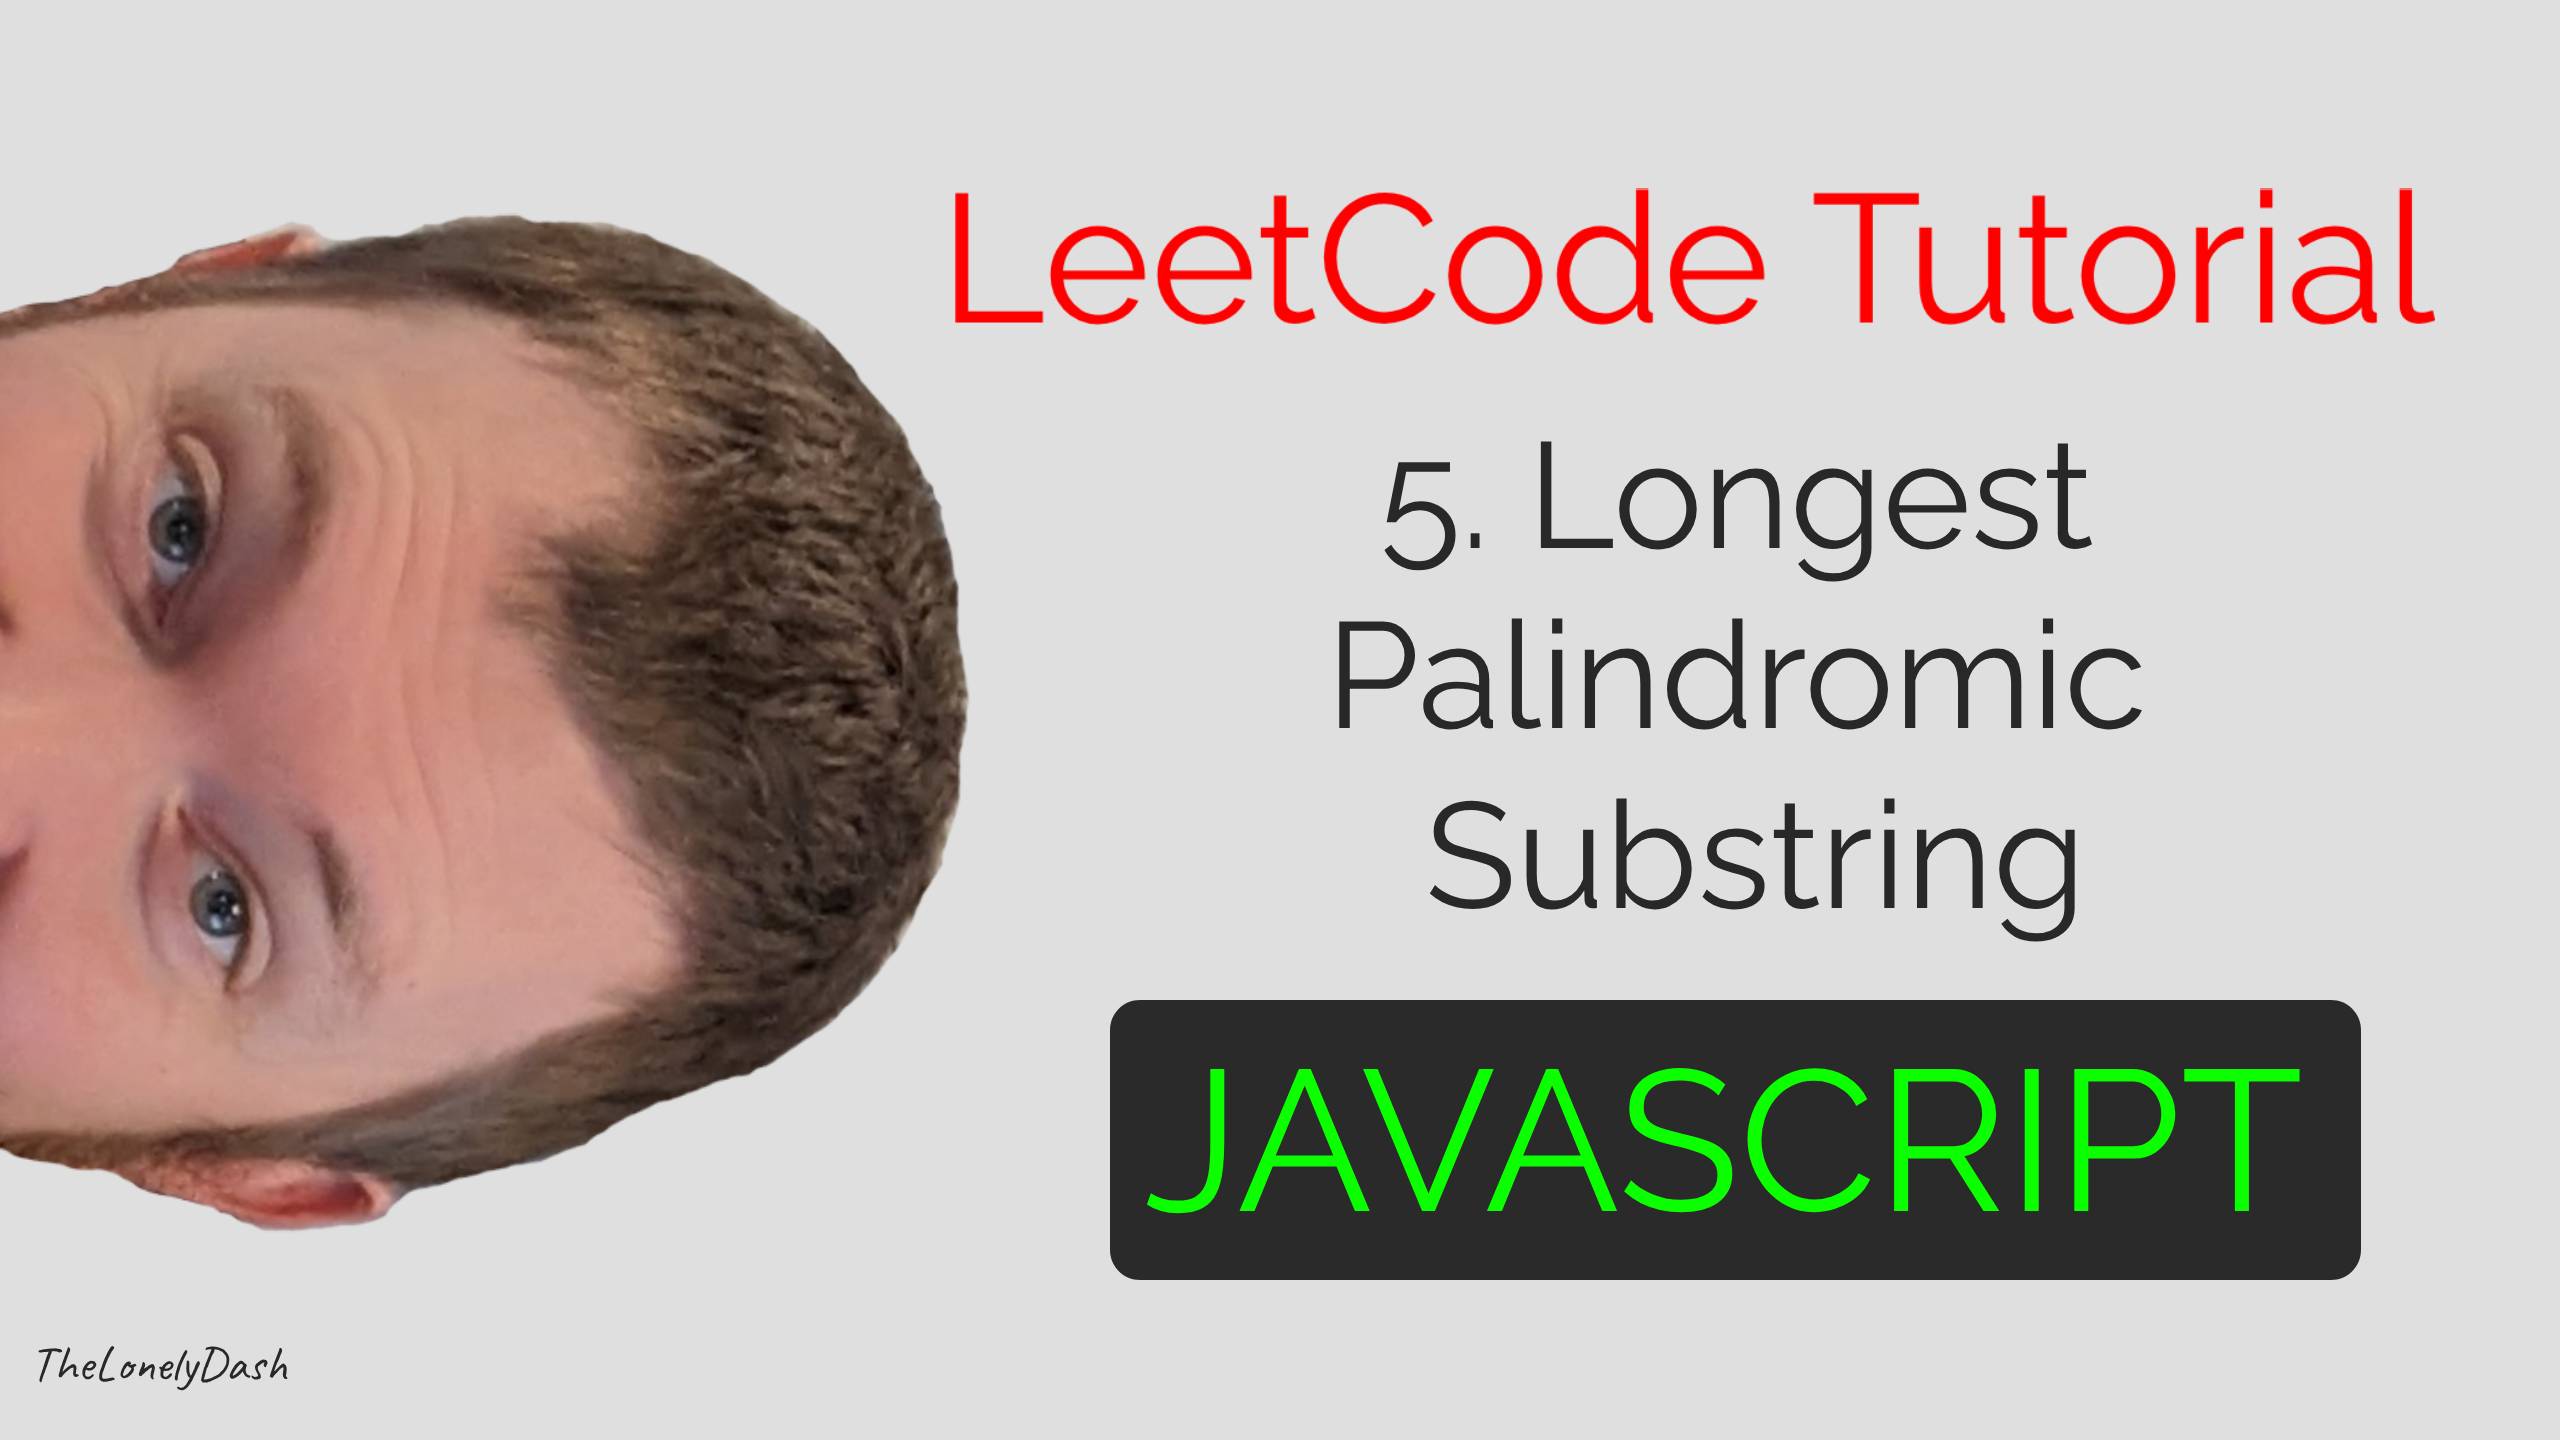 LeetCode Tutorial
5. Longest
Palindromic
Substring
JAVASCRIPT
TheLonelyDash